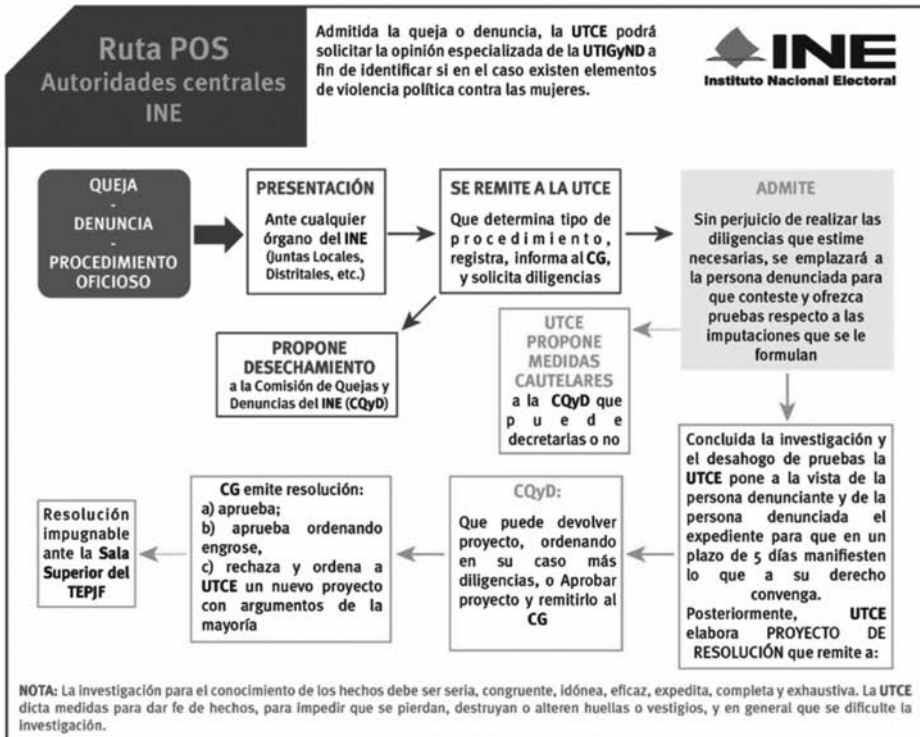 Ruta POS
Autoridades centrales
INE
Admitida la queja o denuncia, la UTCE podrá
solicitar la opinión especializada de la UTIGyND a
fin de identificar si en el caso existen elementos
de violencia política contra las mujeres.
INE
Instituto Nacional Electoral
QUEJA
-
DENUNCIA
-
PROCEDIMIENTO
OFICIOSO
PRESENTACIÓN
Ante cualquier
órgano del INE
(Juntas Locales,
Distritales, etc.)
SE REMITE A LA UTCE
Que determina tipo de
procedimiento,
registra, informa al CG,
y solicita diligencias
ADMITE
Sin perjuicio de realizar las
diligencias que estime
necesarias, se emplazará a
la persona denunciada para
que conteste y ofrezca
pruebas respecto a las
imputaciones que se le
formulan
PROPONE
DESECHAMIENTO
a la Comisión de Quejas y
Denuncias del INE (CQyD)
UTCE
PROPONE
MEDIDAS
CAUTELARES
a la CQyD que
puede
decretarlas o no
Concluida la investigación y
el desahogo de pruebas la
UTCE pone a la vista de la
persona denunciante y de la
persona denunciada el
expediente para que en un
plazo de 5 días manifiesten
lo que a su derecho
convenga.
Posteriormente, UTCE
elabora PROYECTO DE
RESOLUCIÓN que remite a:
CQyD:
Que puede devolver
proyecto, ordenando
en su caso más
diligencias, o Aprobar
proyecto y remitirlo al
CG
CG emite resolución:
a) aprueba;
b) aprueba ordenando
engrose,
c) rechaza y ordena a
UTCE un nuevo proyecto
con argumentos de la
mayoría
Resolución
impugnable
ante la Sala
Superior del
TEPJF
NOTA: La investigación para el conocimiento de los hechos debe ser seria, congruente, idónea, eficaz, expedita, completa y exhaustiva. La UTCE
dicta medidas para dar fe de hechos, para impedir que se pierdan, destruyan o alteren huellas o vestigios, y en general que se dificulte la
investigación.